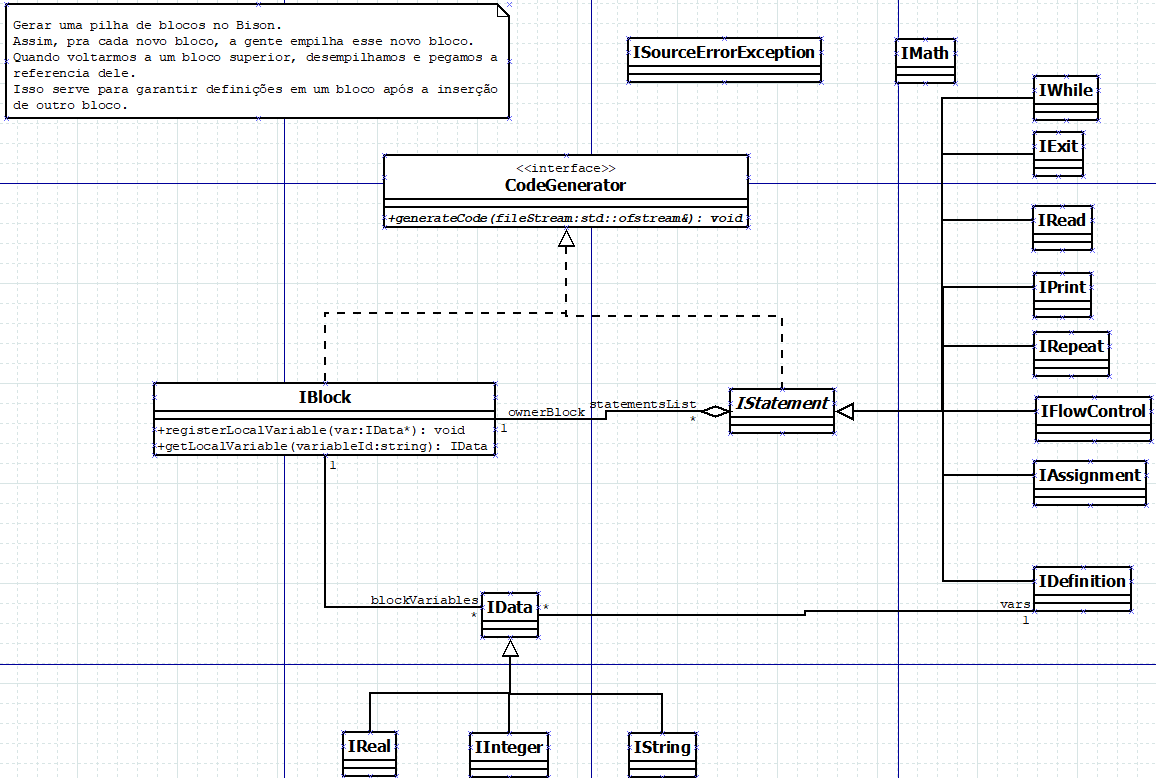 Gerar uma pilha de blocos no Bison.
Assim, pra cada novo bloco, a gente empilha esse novo bloco.
Quando voltarmos a um bloco superior, desempilhamos e pegamos a
referencia dele.
Isso serve para garantir definições em um bloco após a inserção
de outro bloco.
ISourceErrorException
IMath
IWhile
IExit
IRead
IPrint
IRepeat
IFlowControl
IAssignment
IDefinition
<<interface>>
CodeGenerator
+generateCode(fileStream:std::ofstream&): void
IBlock
+registerLocalVariable(var:IData*): void
+getLocalVariable(variableId:string): IData
ownerBlock
1
statementsList
*
IStatement
1
blockVariables
*
IData
*
vars
1
IReal
IInteger
IString